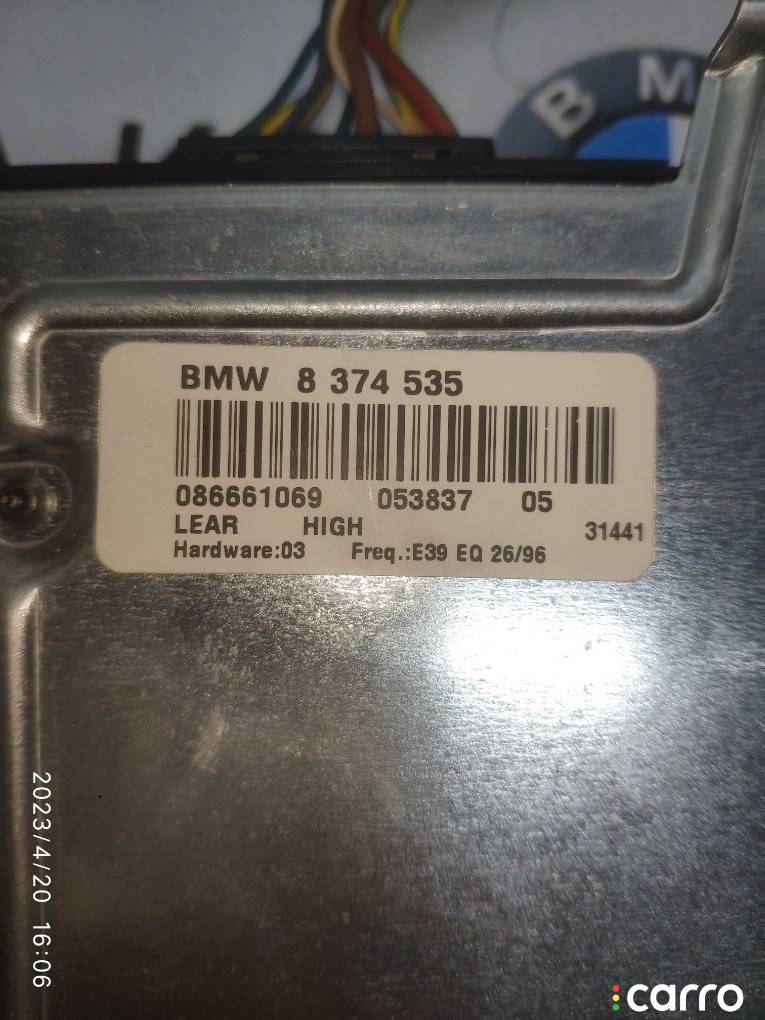 B M
BMW 8 374 535
086661069 053837 05
LEAR HIGH 31441
Hardware:03 Freq.:E39 EQ 26/96
2023/4/20 16:06
carro